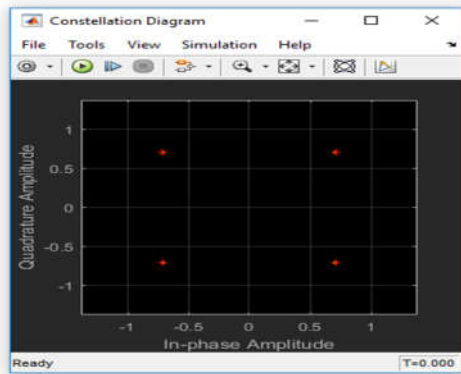 Constellation Diagram
File Tools View Simulation Help
1
0.5
0
-0.5
-1
Quadrature Amplitude
-1 -0.5 0 0.5 1
In-phase Amplitude
Ready T=0.000